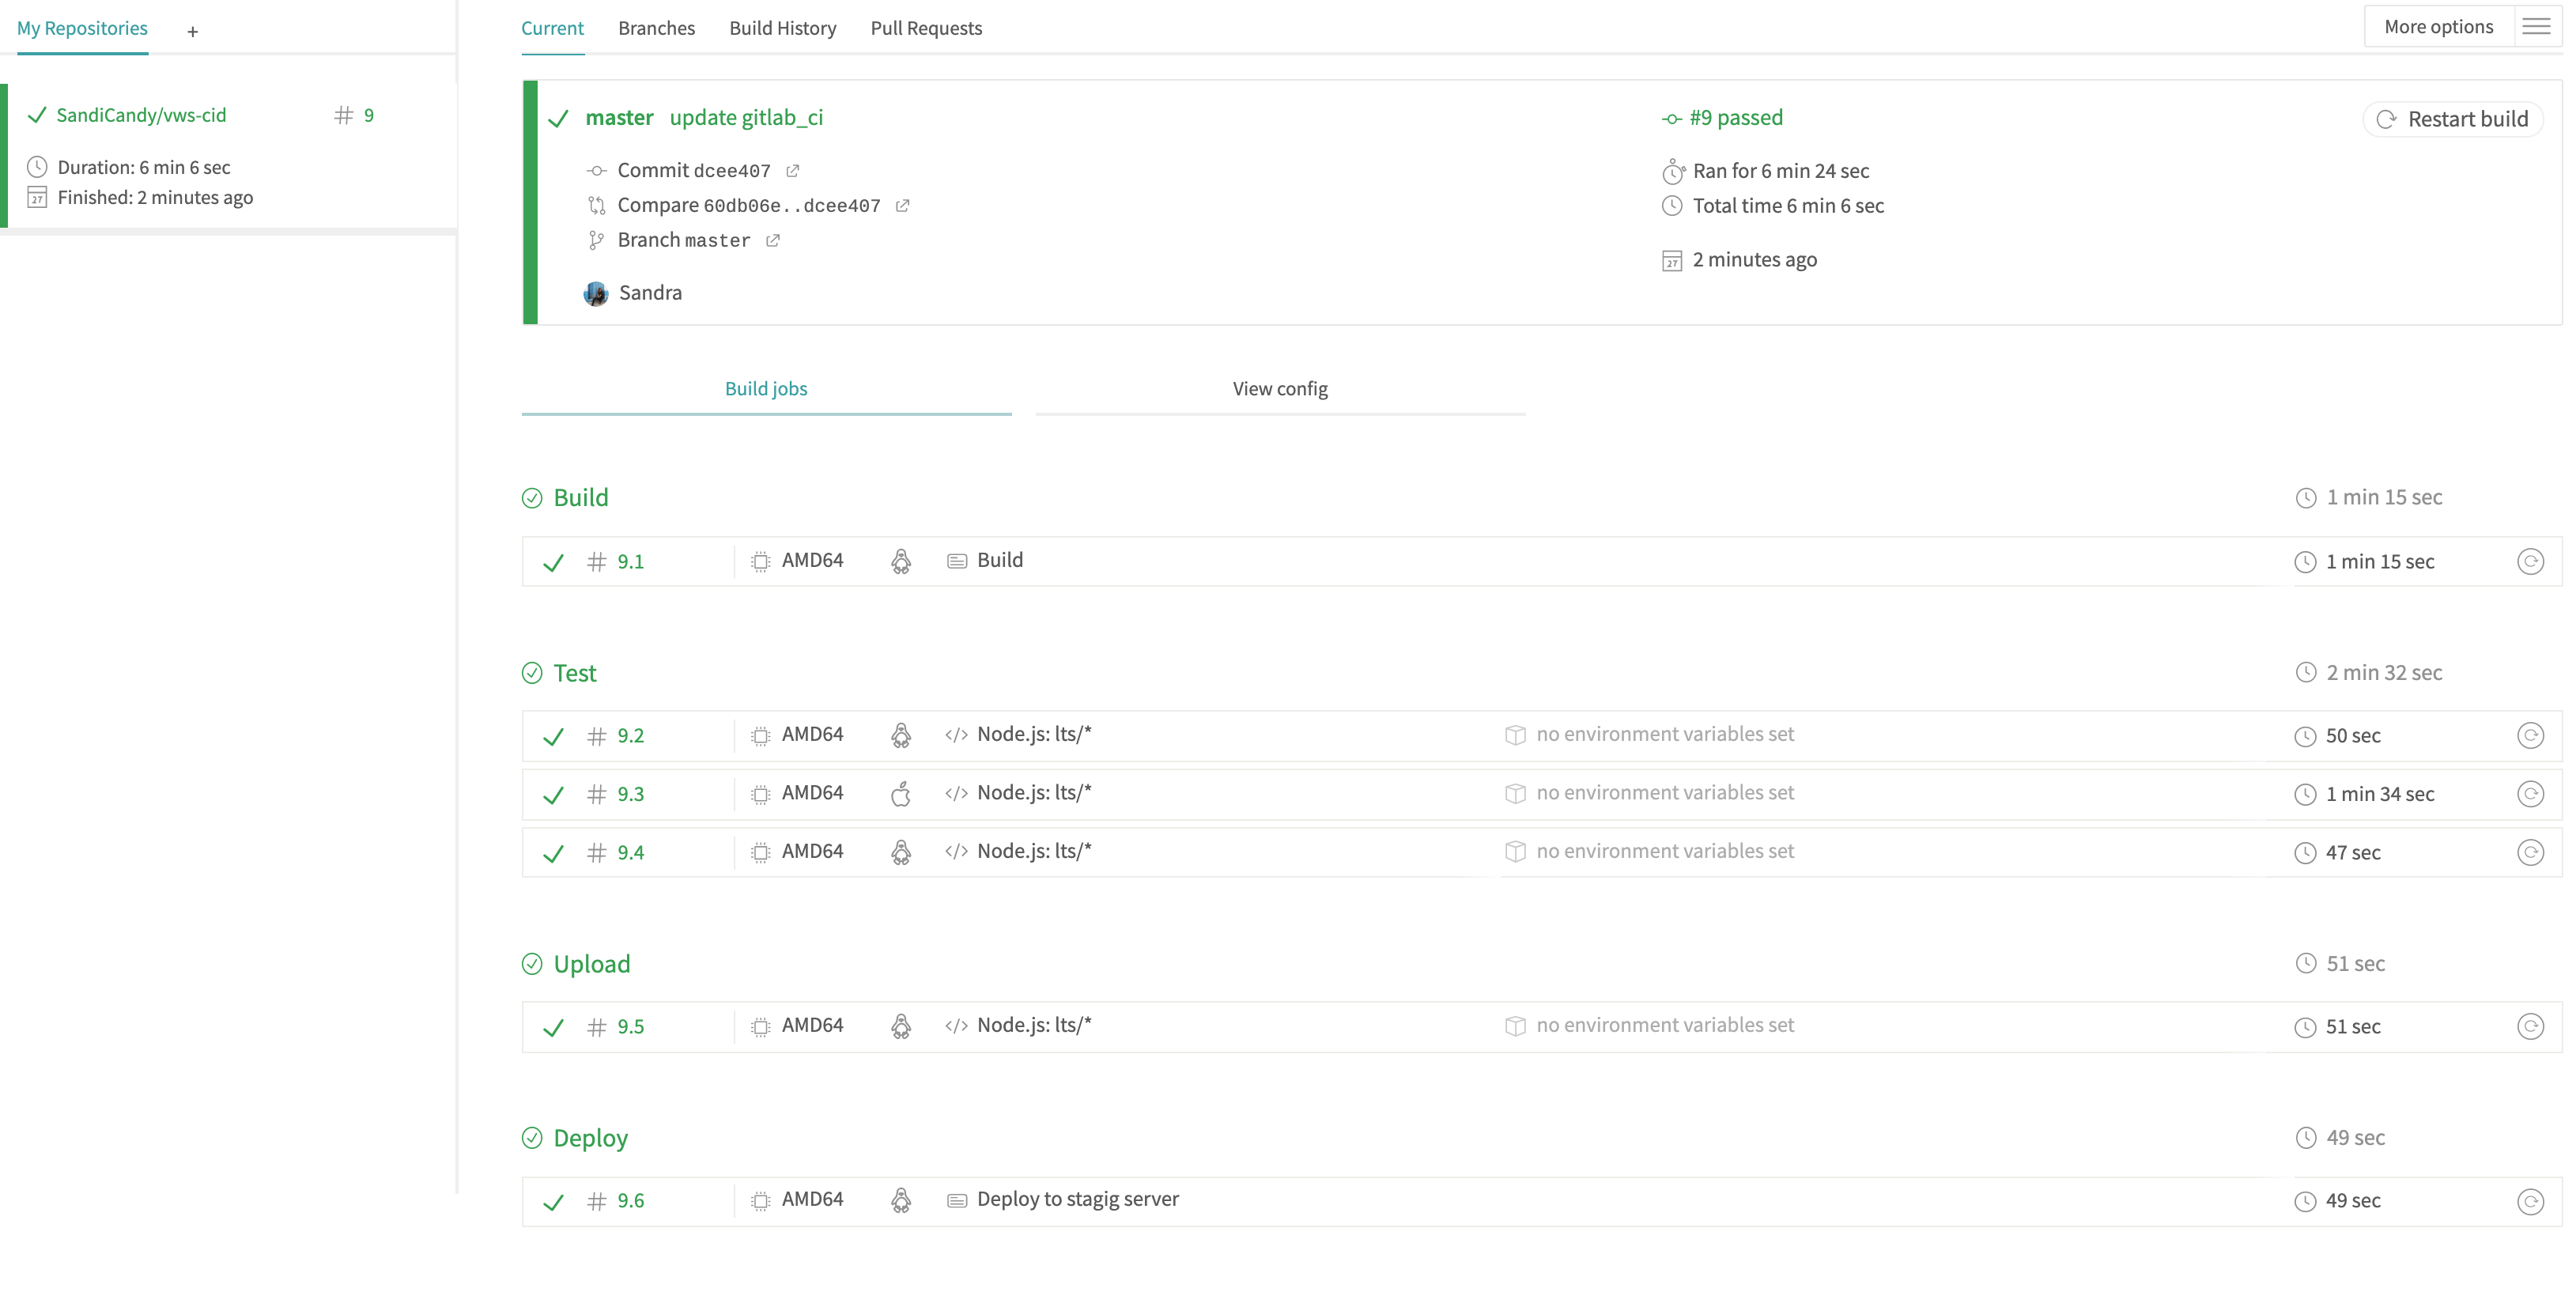 My Repositories +
SandiCandy/vws-cid # 9
Duration: 6 min 6 sec
27 Finished: 2 minutes ago
Current Branches Build History Pull Requests More options
master update gitlab_ci
Commit dcee407
Compare 60db06e..dcee407
Branch master
Sandra
#9 passed
Ran for 6 min 24 sec
Total time 6 min 6 sec
27 2 minutes ago
Restart build
Build jobs View config
Build 1 min 15 sec
# 9.1 AMD64 Build 1 min 15 sec
Test 2 min 32 sec
# 9.2 AMD64 </> Node.js: lts/* no environment variables set 50 sec
# 9.3 AMD64 </> Node.js: lts/* no environment variables set 1 min 34 sec
# 9.4 AMD64 </> Node.js: lts/* no environment variables set 47 sec
Upload 51 sec
# 9.5 AMD64 </> Node.js: lts/* no environment variables set 51 sec
Deploy 49 sec
# 9.6 AMD64 Deploy to stagig server 49 sec